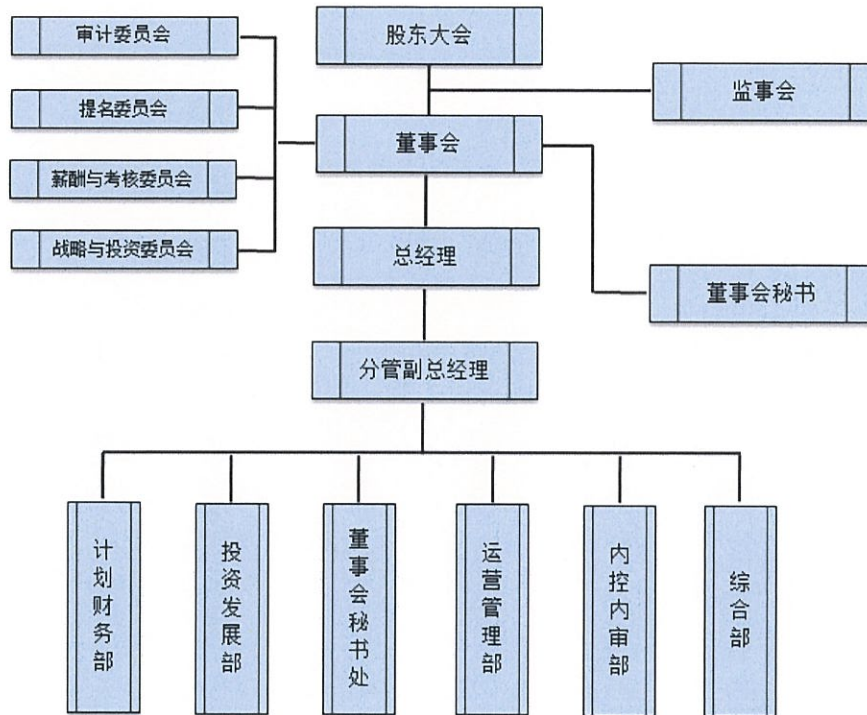 审计委员会
股东大会
提名委员会
监事会
董事会
薪酬与考核委员会
战略与投资委员会
总经理
董事会秘书
分管副总经理
计划财务部
投资发展部
董事会秘书处
运营管理部
内控内审部
综合部